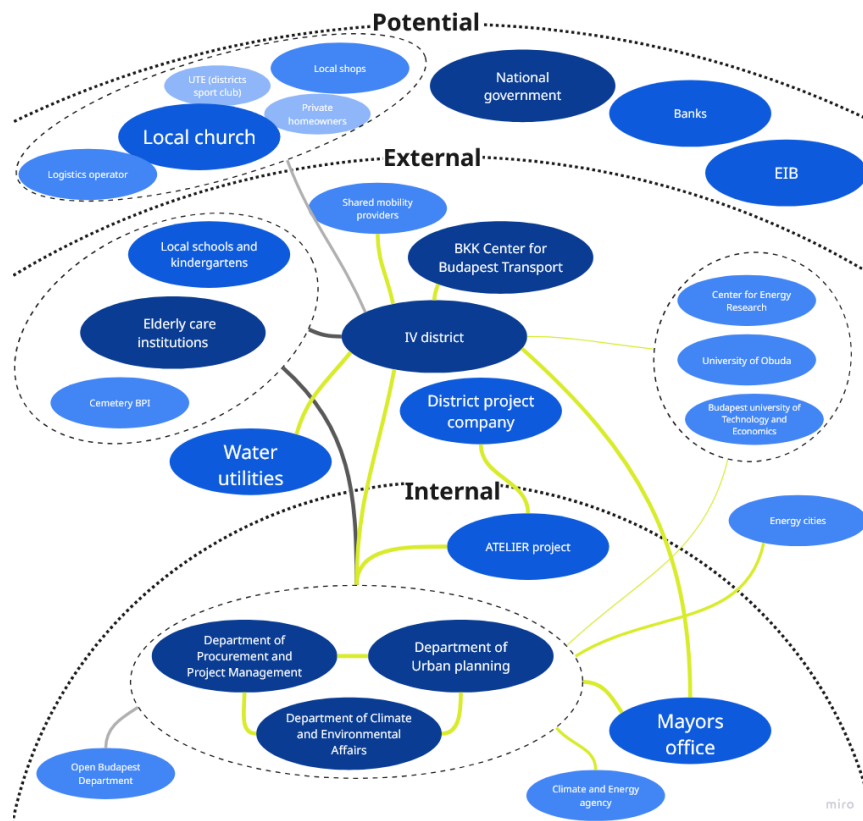 Potential
UTE (districts
sport club)
Local shops
National
government
Private
homeowners
Banks
Local church
Logistics operator
EIB
External
Shared mobility
providers
Local schools and
kindergartens
BKK Center for
Budapest Transport
Center for Energy
Research
Elderly care
institutions
IV district
University of Obuda
Cemetery BPI
District project
company
Budapest university of
Technology and
Economics
Water
utilities
Internal
Energy cities
ATELIER project
Department of
Procurement and
Project Management
Department of
Urban planning
Department of Climate
and Environmental
Affairs
Mayors
office
Open Budapest
Department
Climate and Energy
agency
miro